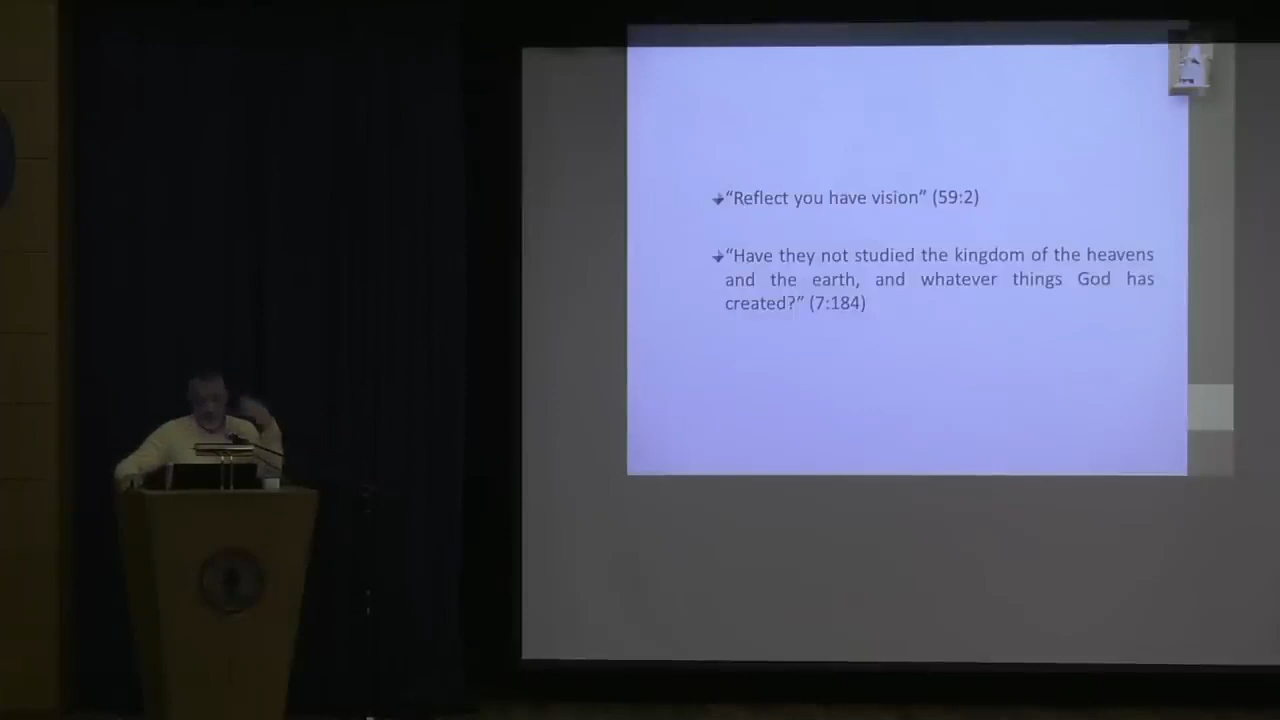 “Reflect you have vision” (59:2)
“Have they not studied the kingdom of the heavens
and the earth, and whatever things God has
created?” (7:184)